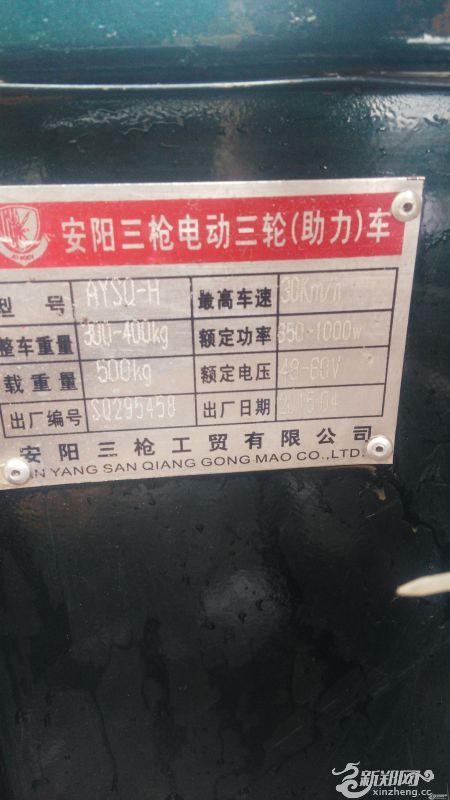 安阳三枪电动三轮(助力)车
型号 AYSQ-H 最高车速 30Km/h
整车重量 300-400kg 额定功率 350-1000w
载重量 500kg 额定电压 48-60V
出厂编号 SQ295458 出厂日期 2015.04
安阳三枪工贸有限公司
AN YANG SAN QIANG GONG MAO CO.,LTD.
新郑网
xinzheng.cc